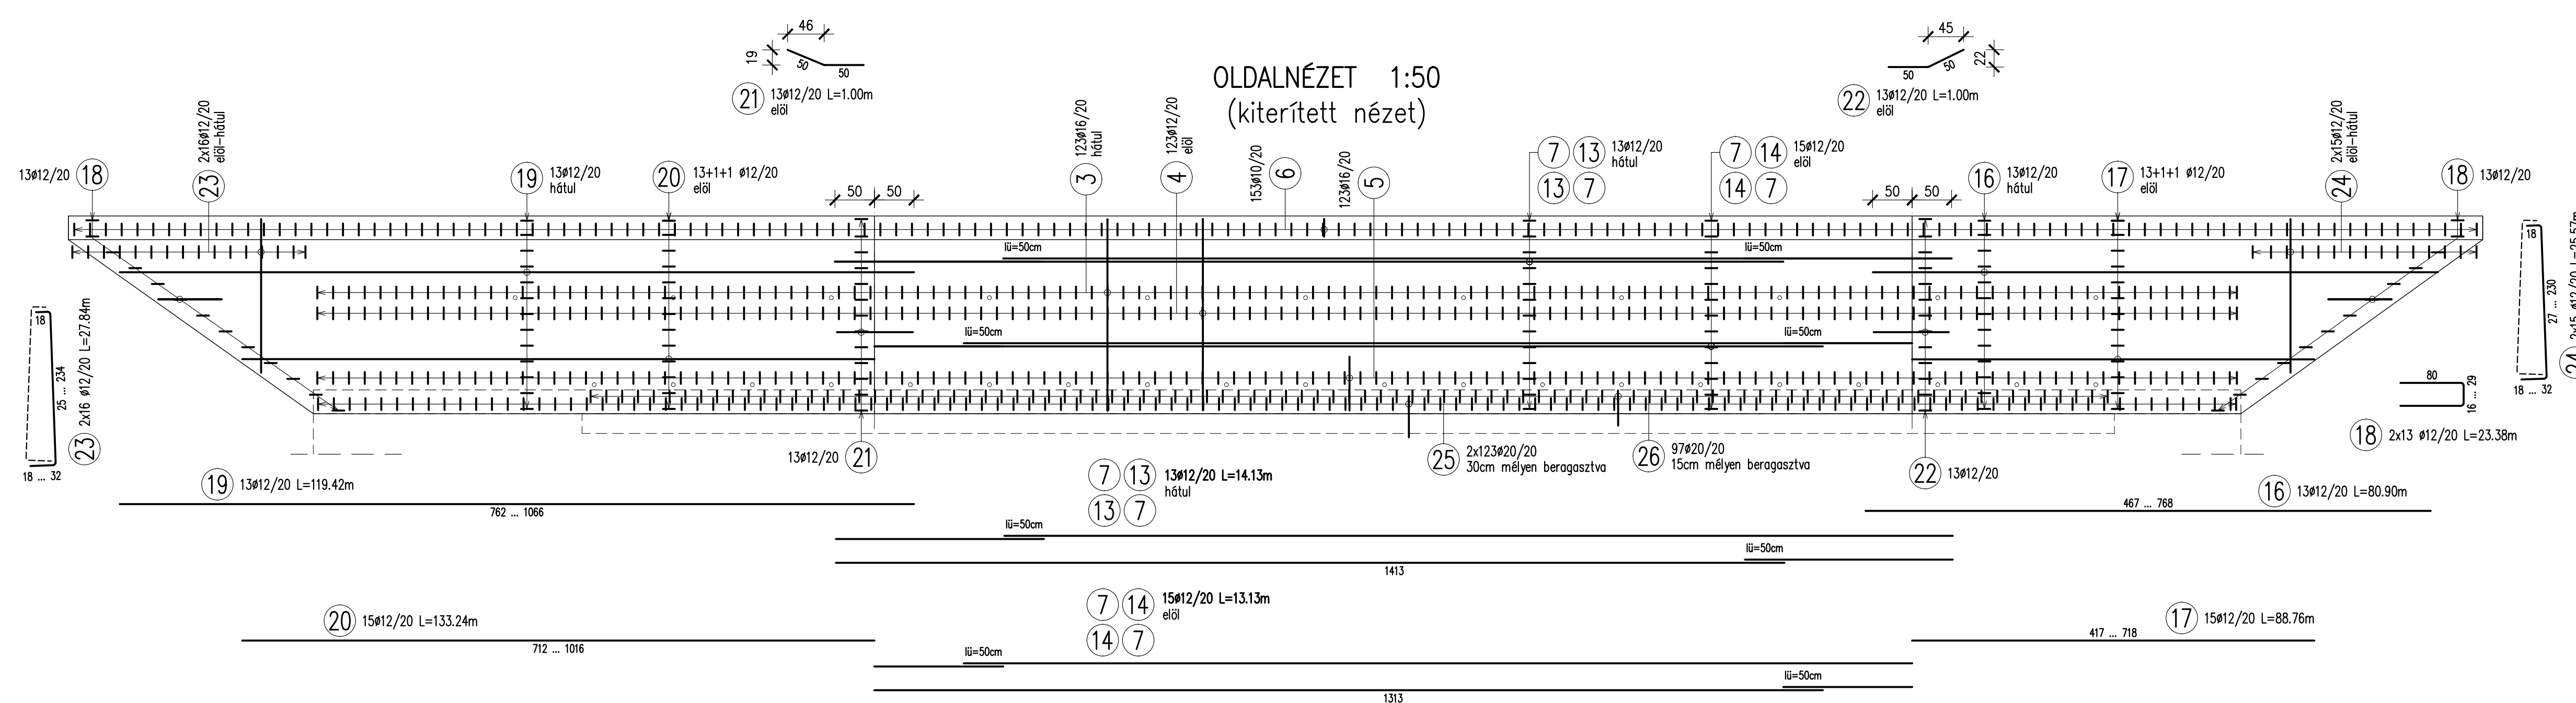 46
19
50
50
21
13ø12/20 L=1.00m
elöl
OLDALNÉZET 1:50
(kiterített nézet)
45
22
50
50
22
13ø12/20 L=1.00m
elöl
13ø12/20
18
2x16ø12/20
elöl-hátul
23
19
13ø12/20
hátul
20
13+1+1 ø12/20
elöl
50
50
123ø16/20
hátul
3
123ø12/20
elöl
4
153ø10/20
6
123ø16/20
5
7
13
13ø12/20
hátul
13
7
7
14
15ø12/20
elöl
14
7
50
50
16
13ø12/20
hátul
17
13+1+1 ø12/20
elöl
2x15ø12/20
elöl-hátul
24
18
13ø12/20
lü=50cm
lü=50cm
lü=50cm
lü=50cm
18
25 ... 234
18 ... 32
23
2x16 ø12/20 L=27.84m
18
27 ... 230
18 ... 32
24
2x15 ø12/20 L=25.57m
80
16 ... 29
18
2x13 ø12/20 L=23.38m
13ø12/20
21
25
2x123ø20/20
30cm mélyen beragasztva
26
97ø20/20
15cm mélyen beragasztva
22
13ø12/20
19
13ø12/20 L=119.42m
762 ... 1066
7
13
13ø12/20 L=14.13m
hátul
13
7
lü=50cm
lü=50cm
1413
16
13ø12/20 L=80.90m
467 ... 768
20
15ø12/20 L=133.24m
712 ... 1016
7
14
15ø12/20 L=13.13m
elöl
14
7
lü=50cm
lü=50cm
1313
17
15ø12/20 L=88.76m
417 ... 718